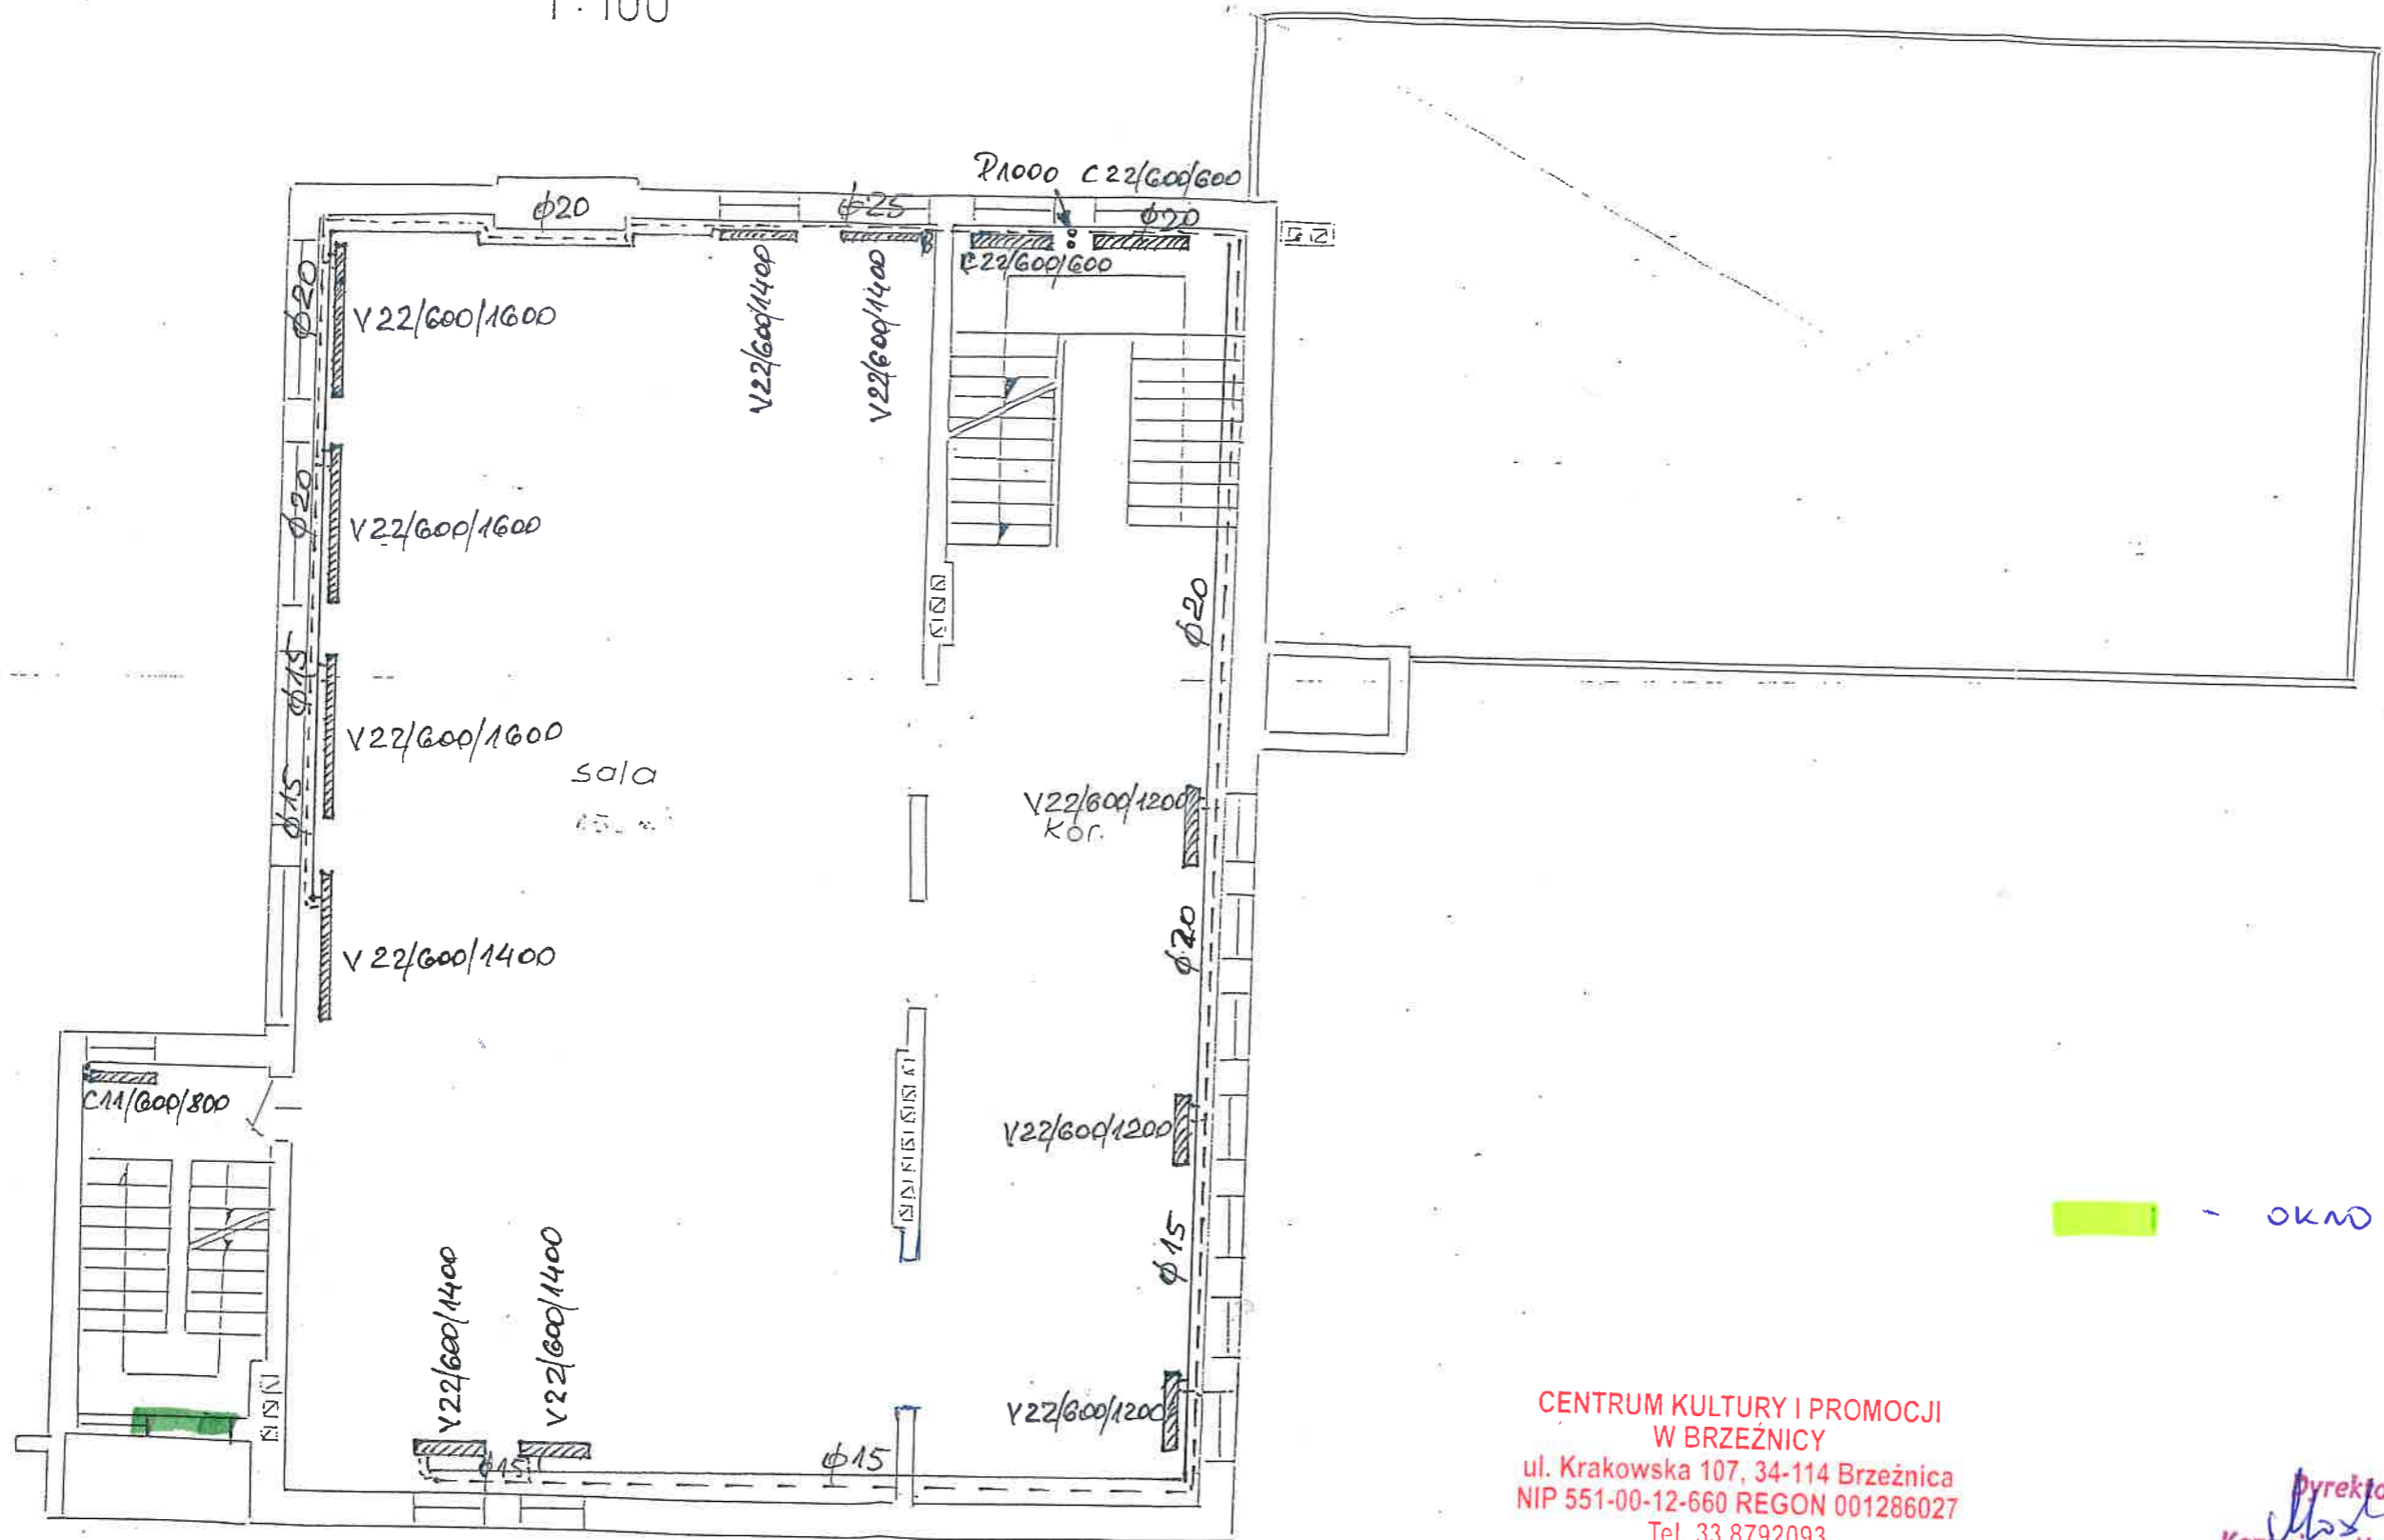 1:100
P1000 C22/600/600
ϕ20
ϕ25
ϕ20
C22/600/600
ϕ20
V22/600/1600
V22/600/1400
V22/600/1400
ϕ20
V22/600/1600
ϕ20
ϕ15
V22/600/1600
sala
ϕ15
V22/600/1200
Kor.
V22/600/1400
ϕ20
C11/600/800
V22/600/1200
- OKNO
ϕ15
V22/600/1400
V22/600/1400
V22/600/1200
ϕ15
ϕ15
CENTRUM KULTURY I PROMOCJI
W BRZEŹNICY
ul. Krakowska 107, 34-114 Brzeźnica
NIP 551-00-12-660 REGON 001286027
Tel. 33 8792093